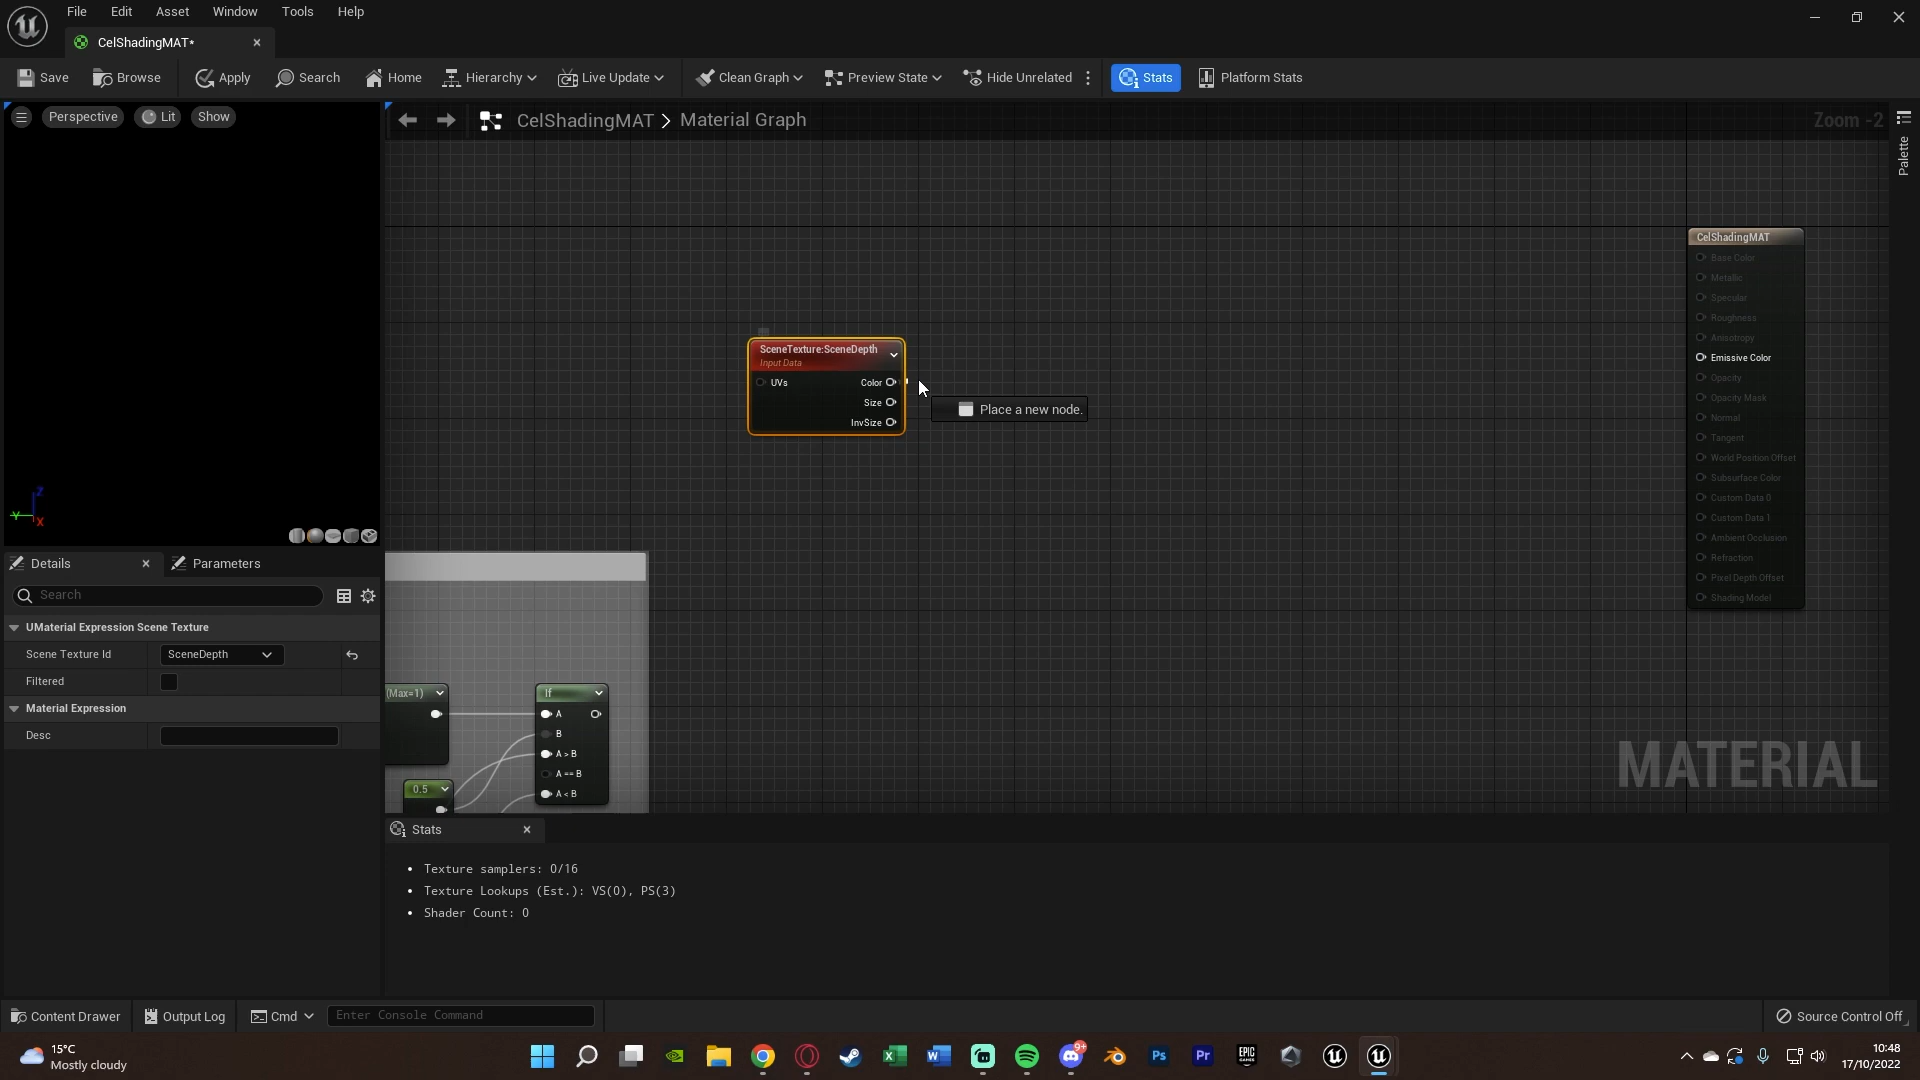 File Edit Asset Window Tools Help
CelShadingMAT*
Save Browse Apply Search Home Hierarchy Live Update Clean Graph Preview State Hide Unrelated Stats Platform Stats
Perspective Lit Show
CelShadingMAT > Material Graph
Zoom -2
Palette
CelShadingMAT
Base Color
Metallic
Specular
Roughness
Anisotropy
Emissive Color
Opacity
Opacity Mask
Normal
Tangent
World Position Offset
Subsurface Color
Custom Data 0
Custom Data 1
Ambient Occlusion
Refraction
Pixel Depth Offset
Shading Model
SceneTexture:SceneDepth
Input Data
UVs Color
Size
InvSize
Place a new node.
Z
Y
X
Details Parameters
Search
UMaterial Expression Scene Texture
Scene Texture Id SceneDepth
Filtered
Material Expression
Desc
(Max=1)
0.5
If
A
B
A > B
A == B
A < B
MATERIAL
Stats
• Texture samplers: 0/16
• Texture Lookups (Est.): VS(0), PS(3)
• Shader Count: 0
Content Drawer Output Log Cmd Enter Console Command Source Control Off
15°C
Mostly cloudy
9+
Ps
Pr
EPIC
GAMES
10:48
17/10/2022